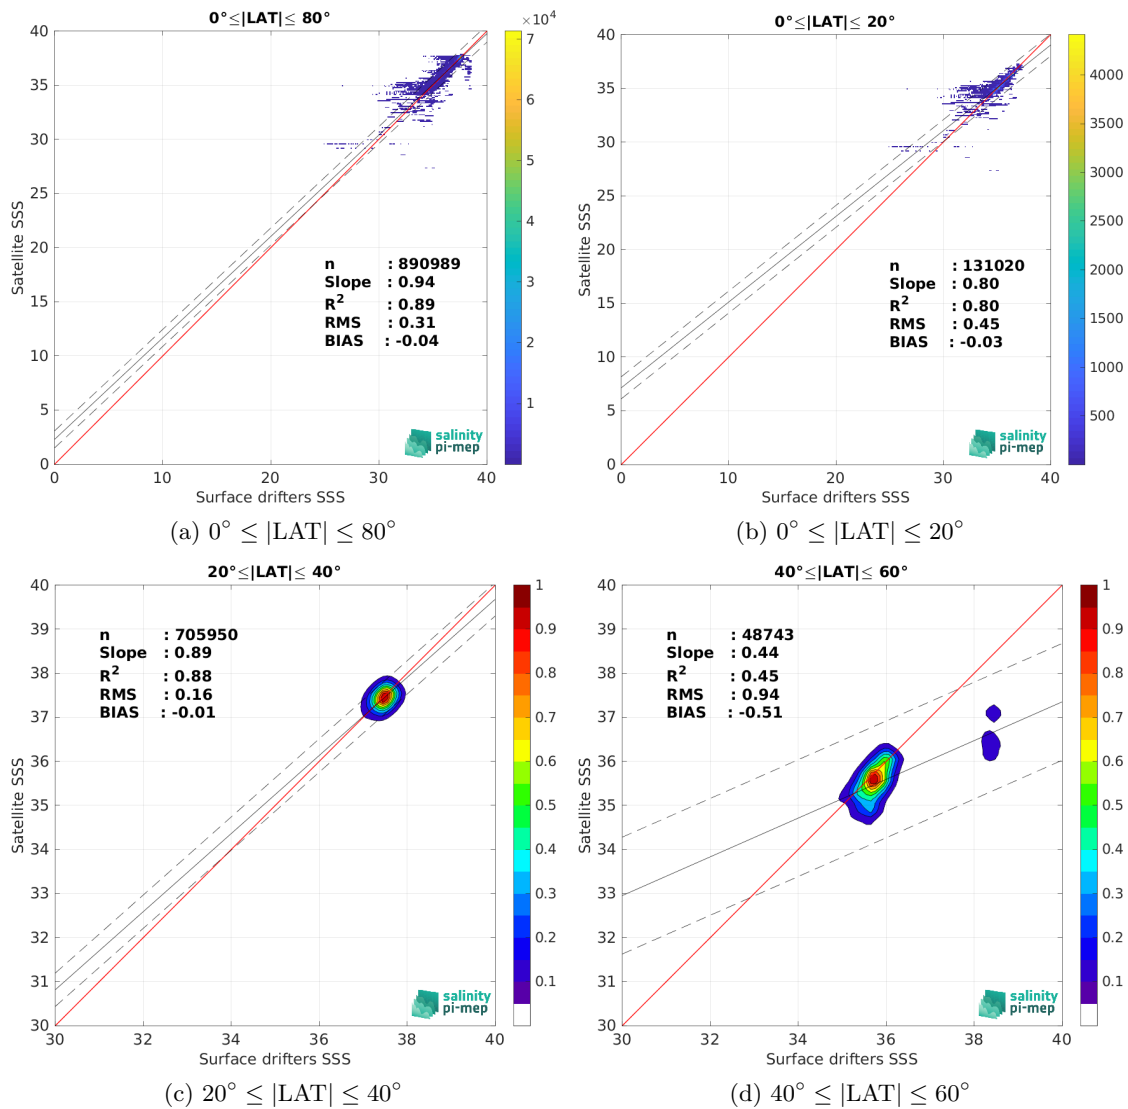 0°≤|LAT|≤ 80°
×10⁴
40
35
30
25
20
15
10
5
0
Satellite SSS
n : 890989
Slope : 0.94
R² : 0.89
RMS : 0.31
BIAS : -0.04
salinity
pi-mep
0 10 20 30 40
Surface drifters SSS
7
6
5
4
3
2
1
(a) 0° ≤ |LAT| ≤ 80°
0°≤|LAT|≤ 20°
40
35
30
25
20
15
10
5
0
Satellite SSS
n : 131020
Slope : 0.80
R² : 0.80
RMS : 0.45
BIAS : -0.03
salinity
pi-mep
0 10 20 30 40
Surface drifters SSS
4000
3500
3000
2500
2000
1500
1000
500
(b) 0° ≤ |LAT| ≤ 20°
20°≤|LAT|≤ 40°
40
39
38
37
36
35
34
33
32
31
30
Satellite SSS
n : 705950
Slope : 0.89
R² : 0.88
RMS : 0.16
BIAS : -0.01
salinity
pi-mep
30 32 34 36 38 40
Surface drifters SSS
1
0.9
0.8
0.7
0.6
0.5
0.4
0.3
0.2
0.1
(c) 20° ≤ |LAT| ≤ 40°
40°≤|LAT|≤ 60°
40
39
38
37
36
35
34
33
32
31
30
Satellite SSS
n : 48743
Slope : 0.44
R² : 0.45
RMS : 0.94
BIAS : -0.51
salinity
pi-mep
30 32 34 36 38 40
Surface drifters SSS
1
0.9
0.8
0.7
0.6
0.5
0.4
0.3
0.2
0.1
(d) 40° ≤ |LAT| ≤ 60°